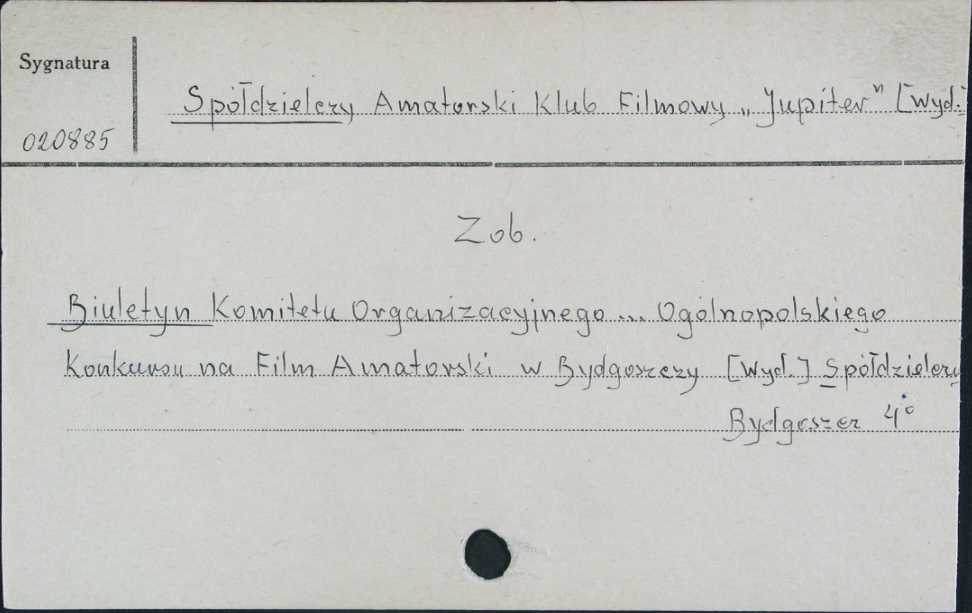 Sygnatura
Spółdzielczy Amatorski Klub Filmowy „Jupiter" [Wyd.]
020885
Zob.
Biuletyn Komitetu Organizacyjnego ... Ogólnopolskiego
Konkursu na Film Amatorski w Bydgoszczy [Wyd.] Spółdzielczy
Bydgoszcz 4°